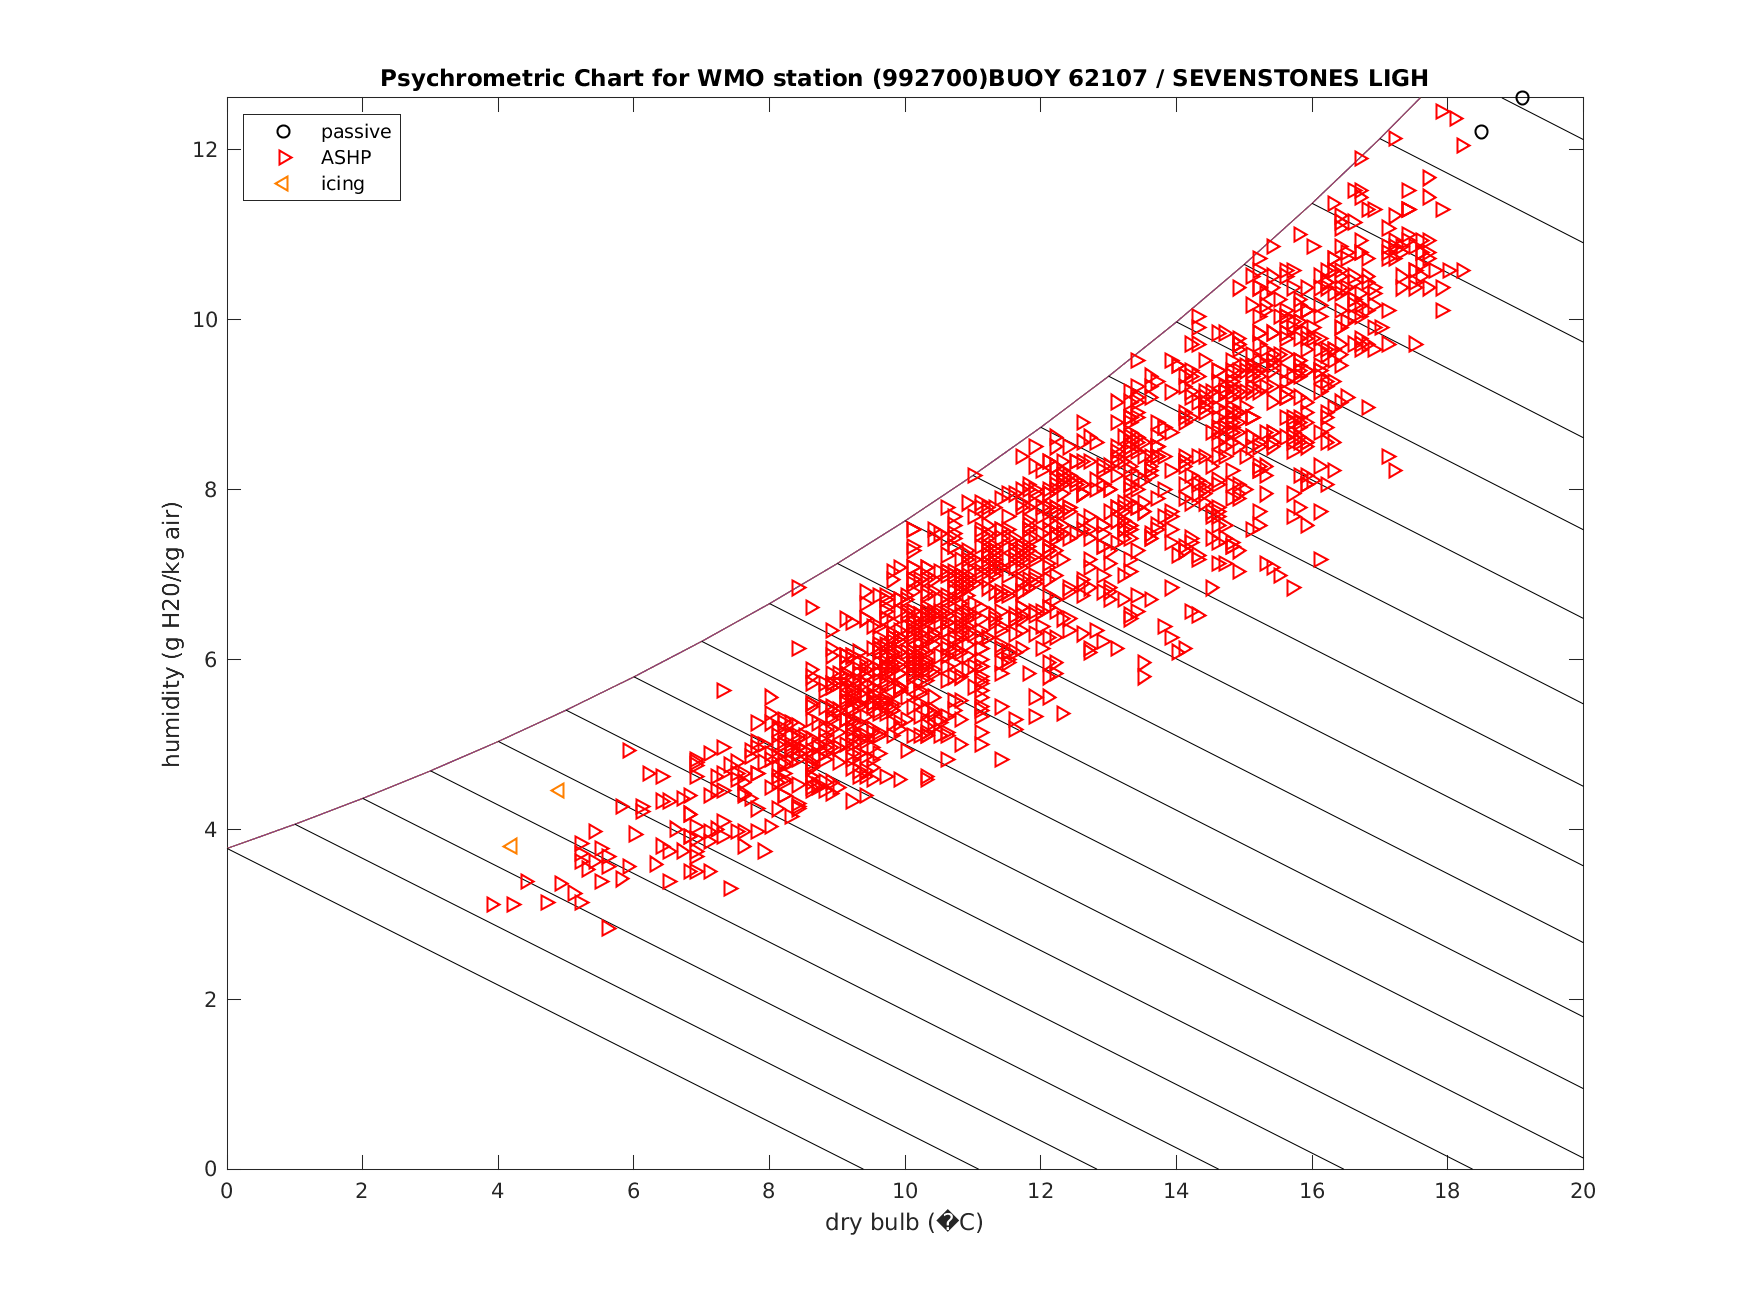 Psychrometric Chart for WMO station (992700)BUOY 62107 / SEVENSTONES LIGH
passive
ASHP
icing
humidity (g H20/kg air)
12
10
8
6
4
2
0
0 2 4 6 8 10 12 14 16 18 20
dry bulb (�C)